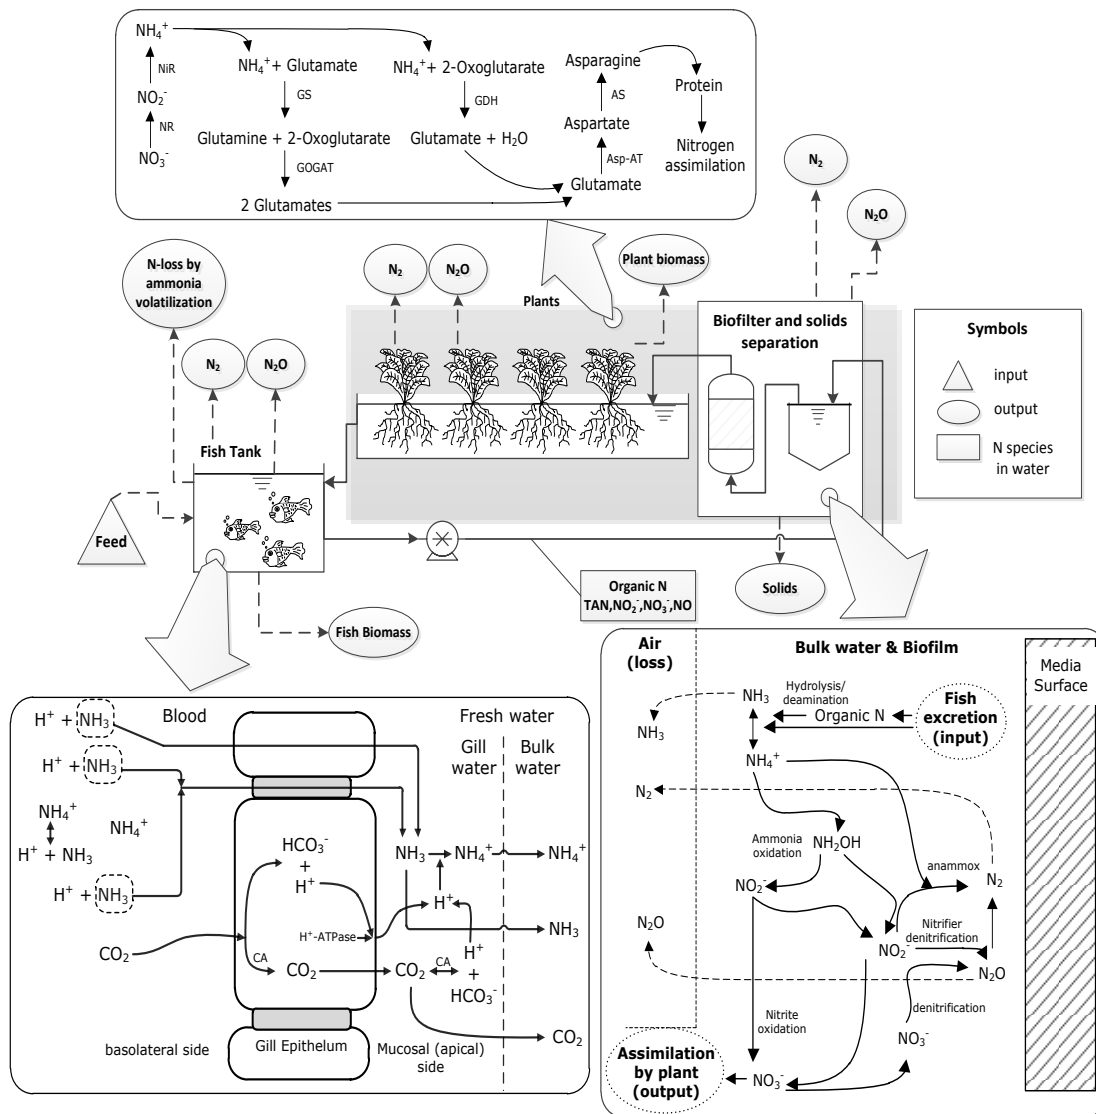 NH₄⁺
NiR
NO₂⁻
NR
NO₃⁻
NH₄⁺ + Glutamate
GS
Glutamine + 2-Oxoglutarate
GOGAT
2 Glutamates
NH₄⁺ + 2-Oxoglutarate
GDH
Glutamate + H₂O
Asparagine
AS
Aspartate
Asp-AT
Glutamate
Protein
Nitrogen
assimilation
N₂
N₂O
N-loss by
ammonia
volatilization
N₂
N₂O
N₂
N₂O
Plants
Plant biomass
Biofilter and solids
separation
Fish Tank
Feed
Fish Biomass
Organic N
TAN,NO₂⁻,NO₃⁻,NO
Solids
Symbols
input
output
N species
in water
Blood
Fresh water
Gill
water
Bulk
water
H⁺ + NH₃
H⁺ + NH₃
NH₄⁺
NH₄⁺
H⁺ + NH₃
H⁺ + NH₃
CO₂
HCO₃⁻
+
H⁺
H⁺-ATPase
CA
CO₂
NH₃
NH₄⁺
NH₄⁺
H⁺
NH₃
CO₂
CA
H⁺
+
HCO₃⁻
CO₂
basolateral side
Gill Epithelum
Mucosal (apical)
side
Air
(loss)
Bulk water & Biofilm
Media
Surface
NH₃
Hydrolysis/
deamination
Organic N
Fish
excretion
(input)
NH₃
NH₄⁺
N₂
Ammonia
oxidation
NH₂OH
NO₂⁻
anammox
N₂
N₂O
NO₂⁻
Nitrifier
denitrification
N₂O
Nitrite
oxidation
denitrification
NO₃⁻
Assimilation
by plant
(output)
NO₃⁻